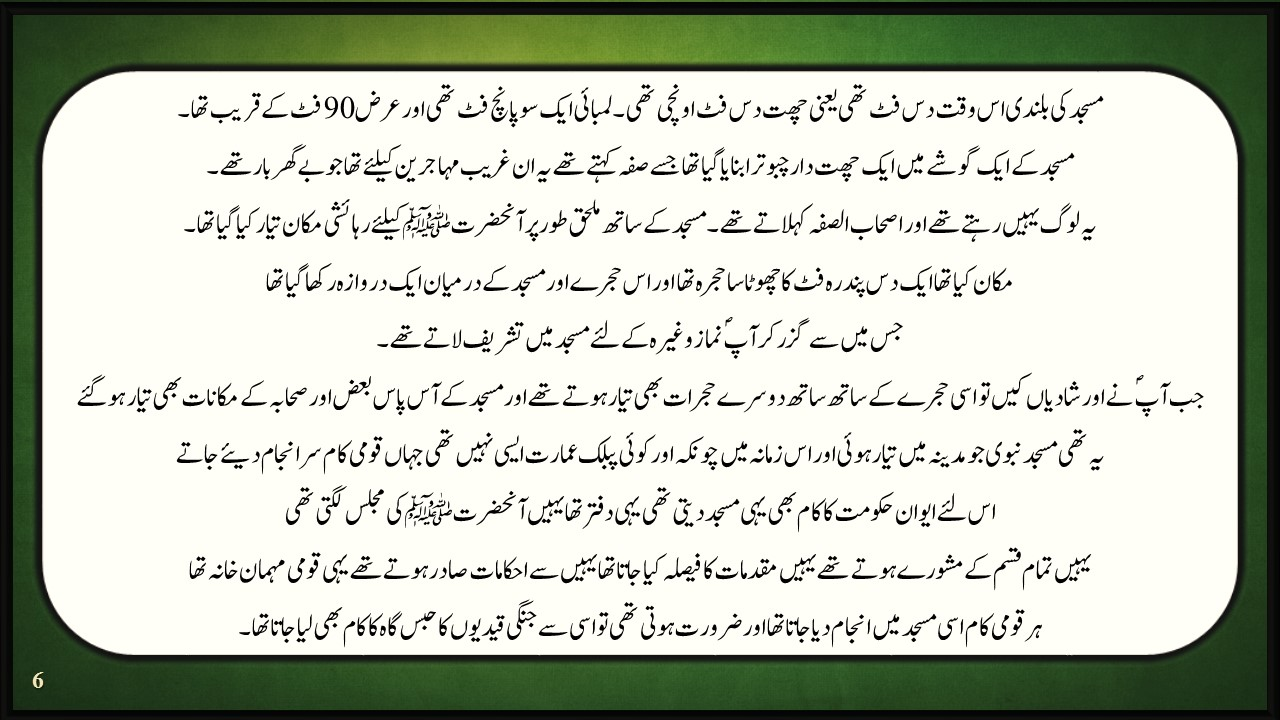 مسجد کی بلندی اس وقت دس فٹ تھی یعنی چھت دس فٹ اونچی تھی۔ لمبائی ایک سو پانچ فٹ تھی اور عرض 90 فٹ کے قریب تھا۔
مسجد کے ایک گوشے میں ایک چھت دار چبوترا بنایا گیا تھا جسے صفہ کہتے تھے یہ ان غریب مہاجرین کیلئے تھا جو بے گھر بار تھے۔
یہ لوگ یہیں رہتے تھے اور اصحاب الصفہ کہلاتے تھے۔ مسجد کے ساتھ ملحق طور پر آنحضرت ﷺ کیلئے رہائشی مکان تیار کیا گیا تھا۔
مکان کیا تھا ایک دس پندرہ فٹ کا چھوٹا سا حجرہ تھا اور اس حجرے اور مسجد کے درمیان ایک دروازہ رکھا گیا تھا
جس میں سے گزر کر آپؐ نماز وغیرہ کے لئے مسجد میں تشریف لاتے تھے۔
جب آپؐ نے اور شادیاں کیں تو اسی حجرے کے ساتھ ساتھ دوسرے حجرات بھی تیار ہوتے تھے اور مسجد کے آس پاس بعض اور صحابہ کے مکانات بھی تیار ہو گئے
یہ تھی مسجد نبوی جو مدینہ میں تیار ہوئی اور اس زمانہ میں چونکہ اور کوئی پبلک عمارت ایسی نہیں تھی جہاں قومی کام سرانجام دیئے جاتے
اس لئے ایوان حکومت کا کام بھی یہی مسجد دیتی تھی یہی دفتر تھا یہیں آنحضرت ﷺ کی مجلس لگتی تھی
یہیں تمام قسم کے مشورے ہوتے تھے یہیں مقدمات کا فیصلہ کیا جاتا تھا یہیں سے احکامات صادر ہوتے تھے یہی قومی مہمان خانہ تھا
ہر قومی کام اسی مسجد میں انجام دیا جاتا تھا اور ضرورت ہوتی تھی تو اسی سے جنگی قیدیوں کا حبس گاہ کا کام بھی لیا جاتا تھا۔
6